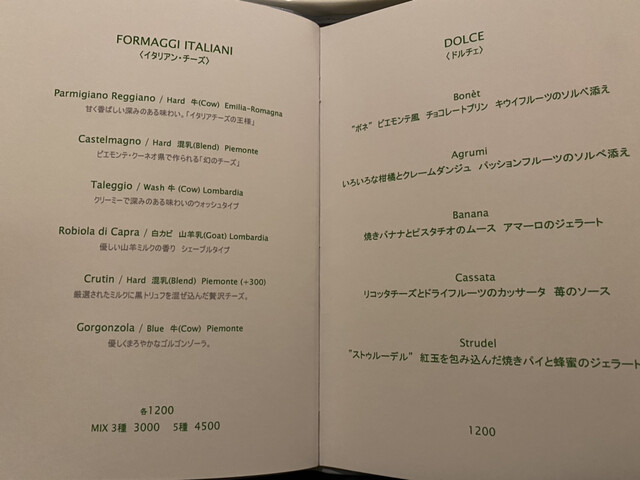 FORMAGGI ITALIANI
〈イタリアン・チーズ〉
Parmigiano Reggiano / Hard 牛(Cow) Emilia-Romagna
甘く香ばしい深みのある味わい。「イタリアチーズの王様」
Castelmagno / Hard 混乳(Blend) Piemonte
ピエモンテ・クーネオ県で作られる「幻のチーズ」
Taleggio / Wash 牛 (Cow) Lombardia
クリーミーで深みのある味わいのウォッシュタイプ
Robiola di Capra / 白カビ 山羊乳(Goat) Lombardia
優しい山羊ミルクの香り シェーブルタイプ
Crutin / Hard 混乳(Blend) Piemonte (+300)
厳選されたミルクに黒トリュフを混ぜ込んだ贅沢チーズ。
Gorgonzola / Blue 牛(Cow) Piemonte
優しくまろやかなゴルゴンゾーラ。
各1200
MIX 3種 3000 5種 4500
DOLCE
〈ドルチェ〉
Bonèt
"ボネ" ピエモンテ風 チョコレートプリン キウイフルーツのソルベ添え
Agrumi
いろいろな柑橘とクレームダンジュ パッションフルーツのソルベ添え
Banana
焼きバナナとピスタチオのムース アマーロのジェラート
Cassata
リコッタチーズとドライフルーツのカッサータ 苺のソース
Strudel
"ストゥルーデル" 紅玉を包み込んだ焼きパイと蜂蜜のジェラート
1200